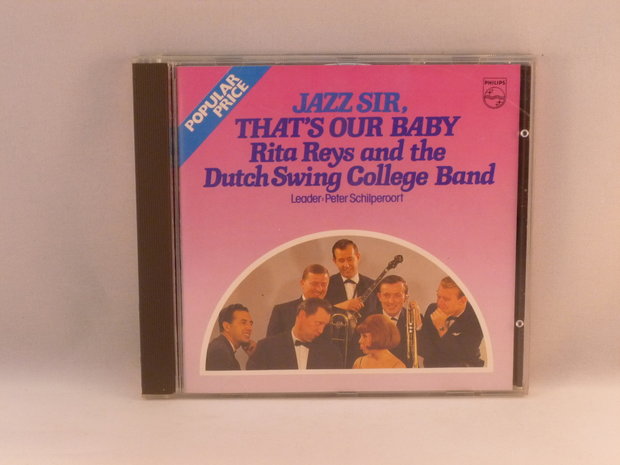 POPULAR
PRICE
PHILIPS
JAZZ SIR,
THAT'S OUR BABY
Rita Reys and the
Dutch Swing College Band
Leader: Peter Schilperoort